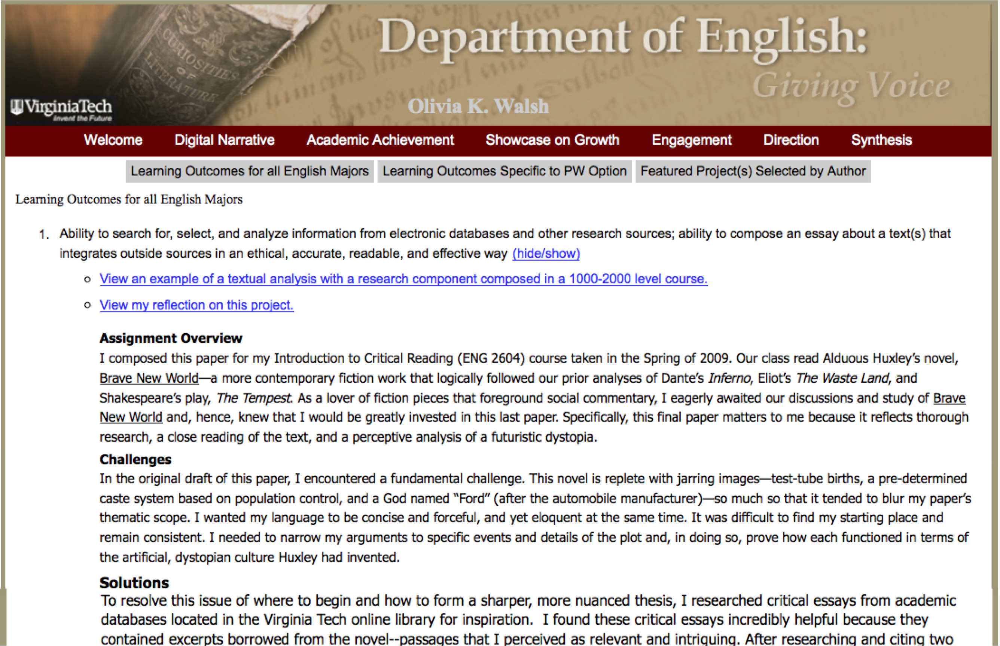 CURIOSITIES
OF
LITERATURE
Department of English:
Giving Voice
VirginiaTech
Invent the Future
Olivia K. Walsh
Welcome Digital Narrative Academic Achievement Showcase on Growth Engagement Direction Synthesis
Learning Outcomes for all English Majors Learning Outcomes Specific to PW Option Featured Project(s) Selected by Author
Learning Outcomes for all English Majors
1. Ability to search for, select, and analyze information from electronic databases and other research sources; ability to compose an essay about a text(s) that
integrates outside sources in an ethical, accurate, readable, and effective way (hide/show)
View an example of a textual analysis with a research component composed in a 1000-2000 level course.
View my reflection on this project.
Assignment Overview
I composed this paper for my Introduction to Critical Reading (ENG 2604) course taken in the Spring of 2009. Our class read Alduous Huxley’s novel,
Brave New World—a more contemporary fiction work that logically followed our prior analyses of Dante’s Inferno, Eliot’s The Waste Land, and
Shakespeare’s play, The Tempest. As a lover of fiction pieces that foreground social commentary, I eagerly awaited our discussions and study of Brave
New World and, hence, knew that I would be greatly invested in this last paper. Specifically, this final paper matters to me because it reflects thorough
research, a close reading of the text, and a perceptive analysis of a futuristic dystopia.
Challenges
In the original draft of this paper, I encountered a fundamental challenge. This novel is replete with jarring images—test-tube births, a pre-determined
caste system based on population control, and a God named “Ford” (after the automobile manufacturer)—so much so that it tended to blur my paper’s
thematic scope. I wanted my language to be concise and forceful, and yet eloquent at the same time. It was difficult to find my starting place and
remain consistent. I needed to narrow my arguments to specific events and details of the plot and, in doing so, prove how each functioned in terms of
the artificial, dystopian culture Huxley had invented.
Solutions
To resolve this issue of where to begin and how to form a sharper, more nuanced thesis, I researched critical essays from academic
databases located in the Virginia Tech online library for inspiration.  I found these critical essays incredibly helpful because they
contained excerpts borrowed from the novel--passages that I perceived as relevant and intriguing. After researching and citing two